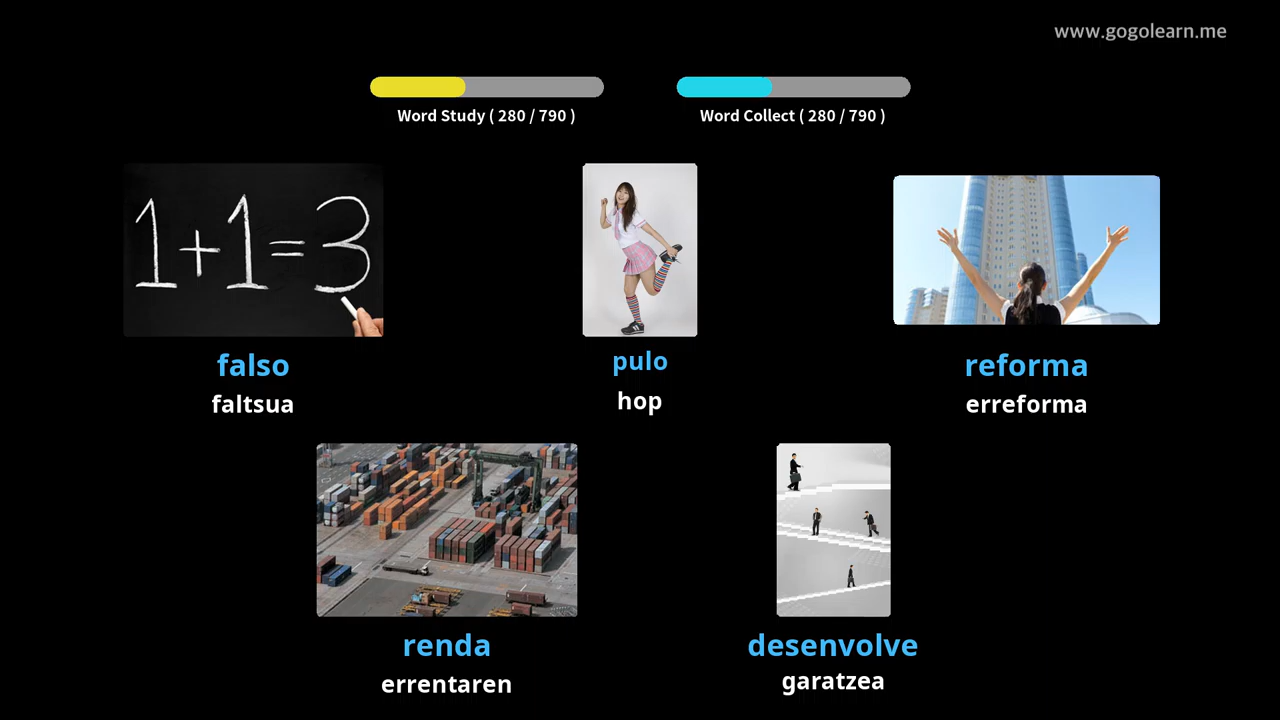 www.gogolearn.me
Word Study ( 280 / 790 )
Word Collect ( 280 / 790 )
1+1=3
falso
faltsua
pulo
hop
reforma
erreforma
renda
errentaren
desenvolve
garatzea